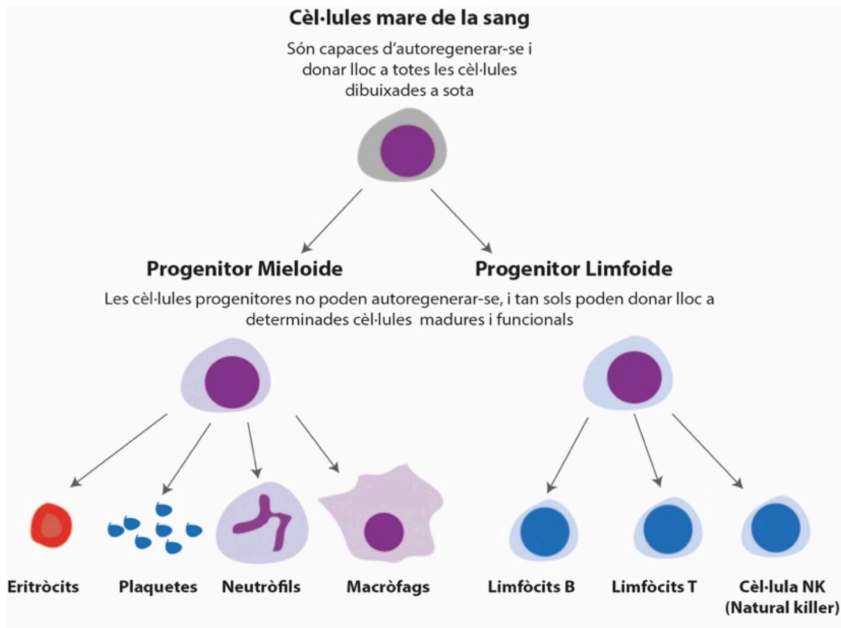 Cèl·lules mare de la sang
Són capaces d'autoregenerar-se i
donar lloc a totes les cèl·lules
dibuixades a sota
Progenitor Mieloide
Progenitor Limfoide
Les cèl·lules progenitores no poden autoregenerar-se, i tan sols poden donar lloc a
determinades cèl·lules madures i funcionals
Eritròcits
Plaquetes
Neutròfils
Macròfags
Limfòcits B
Limfòcits T
Cèl·lula NK
(Natural killer)